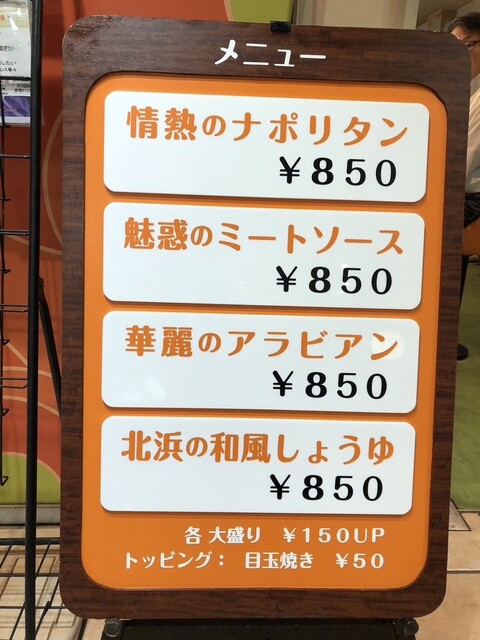 メニュー
情熱のナポリタン
¥850
魅惑のミートソース
¥850
華麗のアラビアン
¥850
北浜の和風しょうゆ
¥850
各 大盛り ¥150UP
トッピング： 目玉焼き ¥50